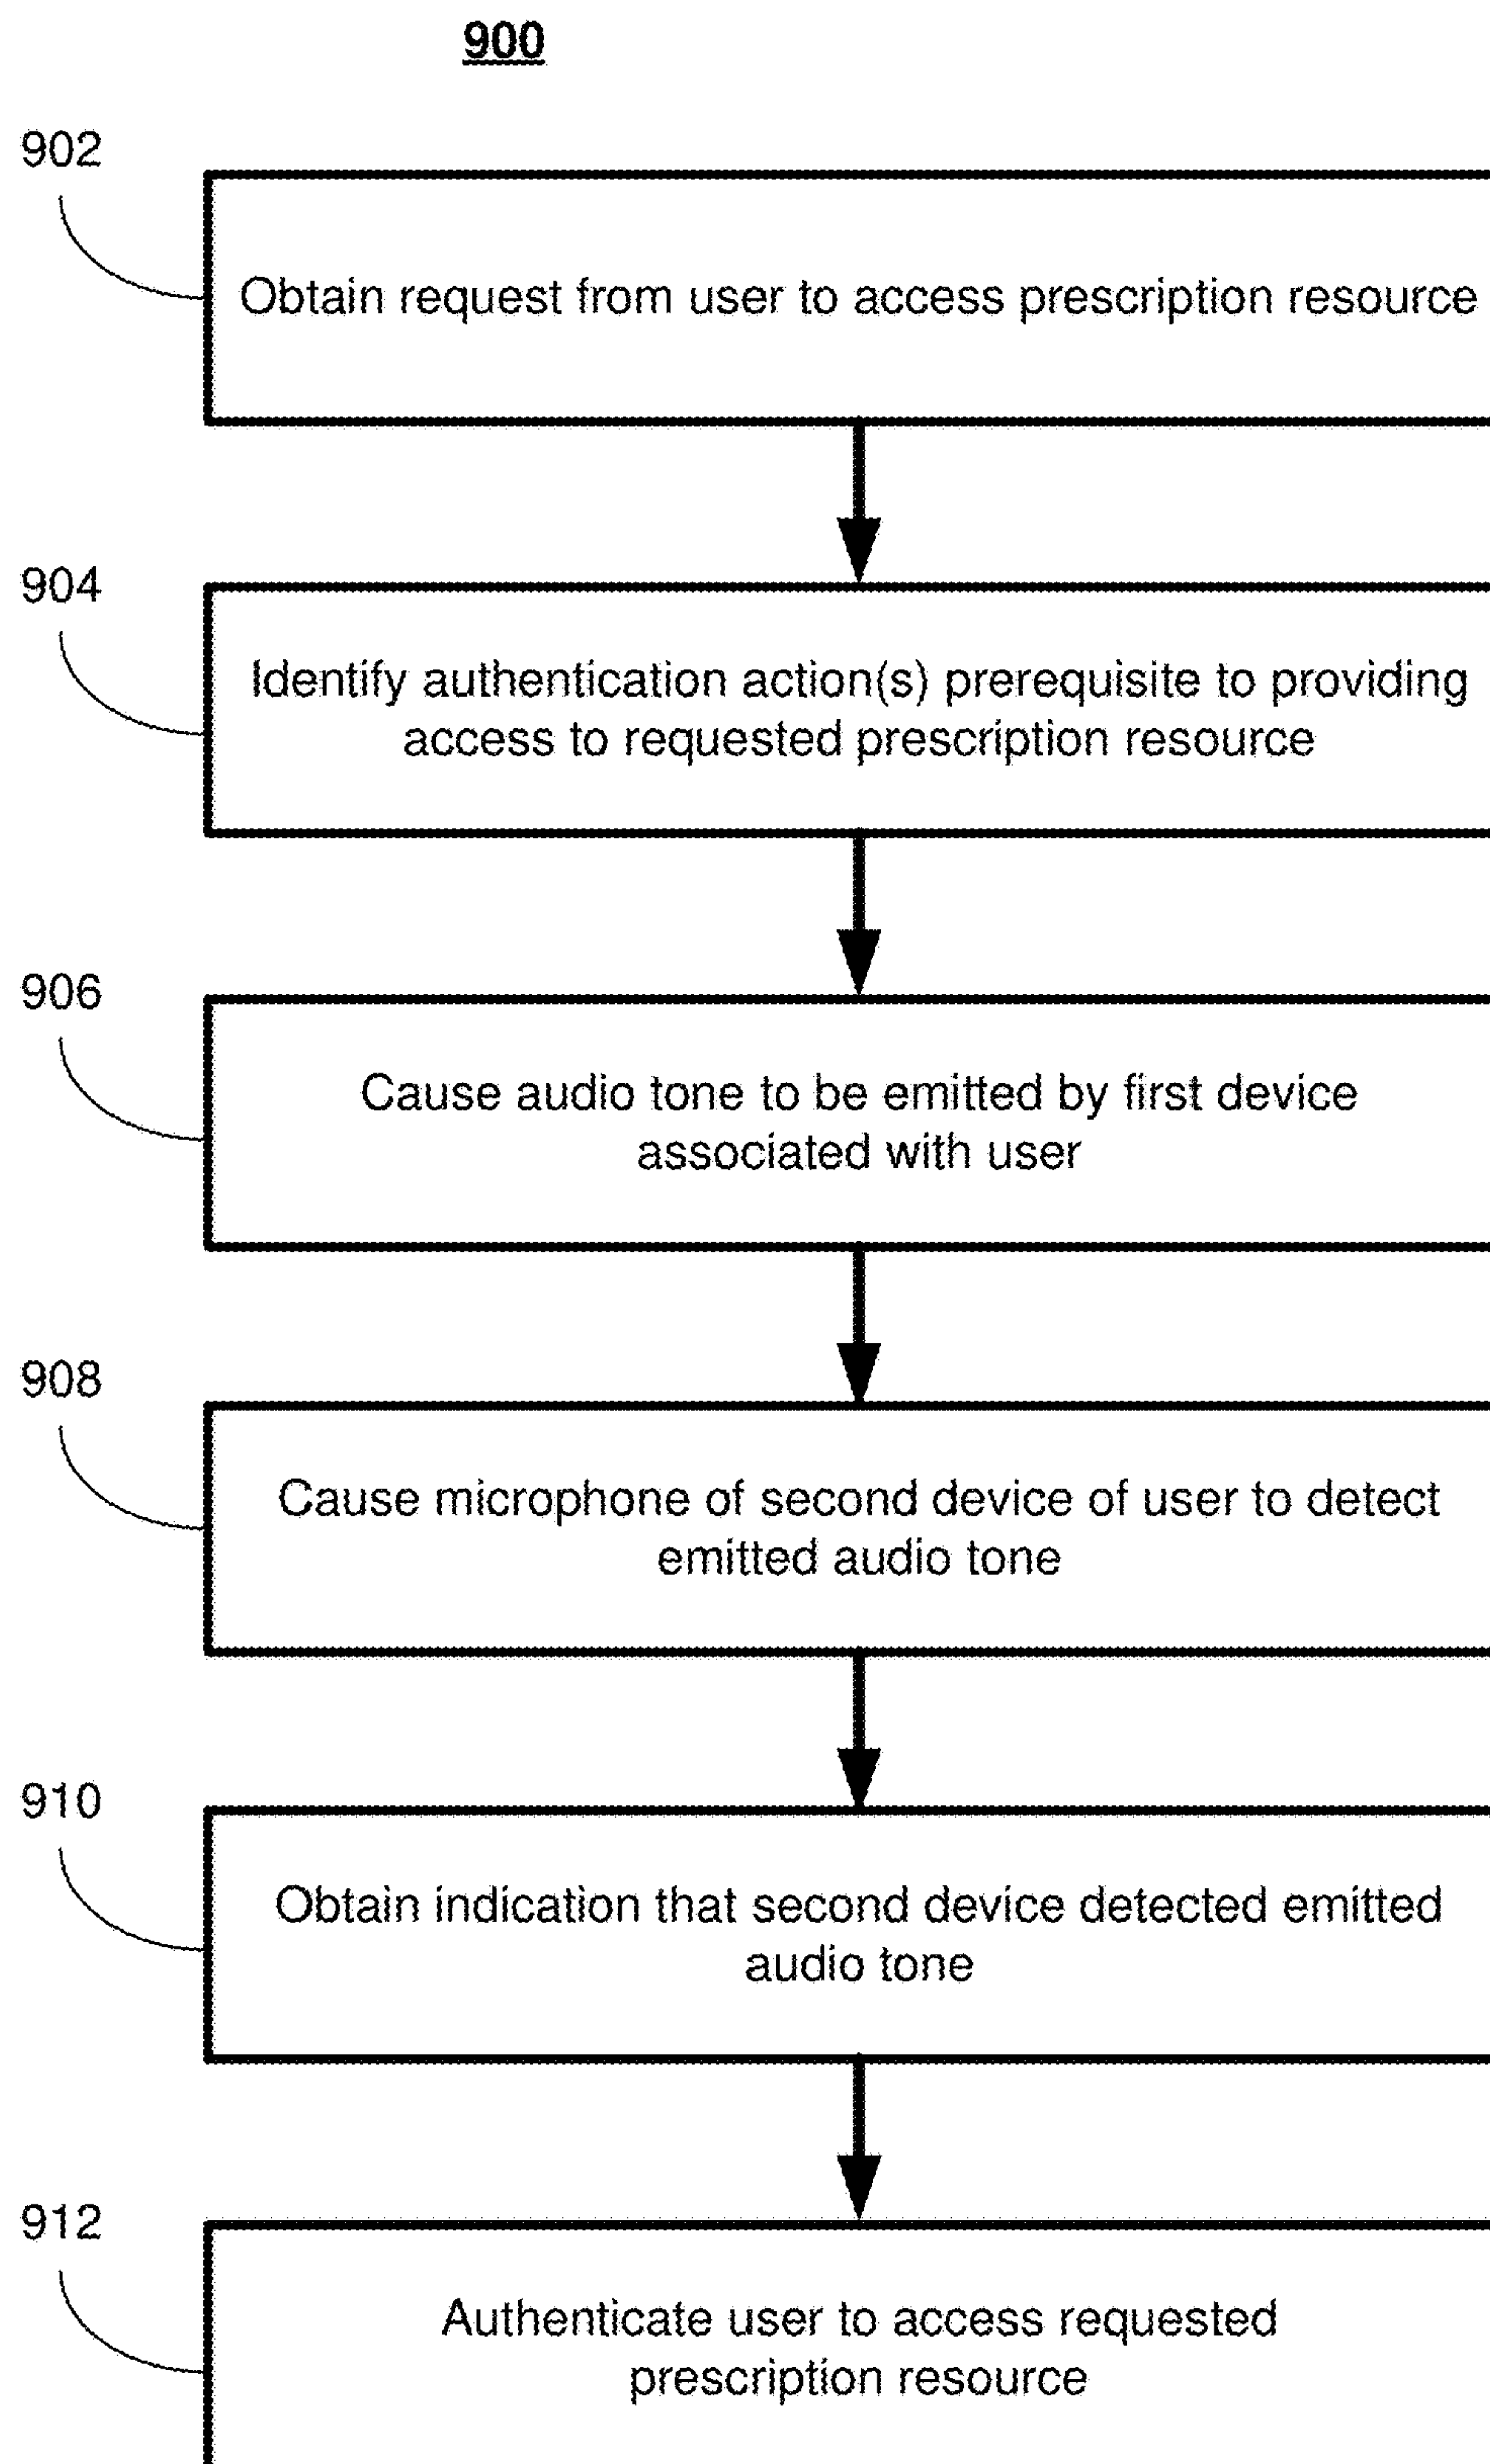 900
902
Obtain request from user to access prescription resource
904
Identify authentication action(s) prerequisite to providing
access to requested prescription resource
906
Cause audio tone to be emitted by first device
associated with user
908
Cause microphone of second device of user to detect
emitted audio tone
910
Obtain indication that second device detected emitted
audio tone
912
Authenticate user to access requested
prescription resource